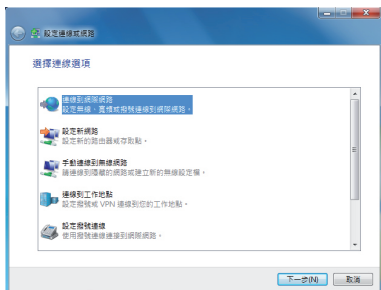 設定連線或網路
選擇連線選項
連線到網際網路
設定無線、寬頻或撥號連線到網際網路。
設定新網路
設定新的路由器或存取點。
手動連線到無線網路
請連線到隱藏的網路或建立新的無線設定檔。
連線到工作地點
設定撥號或 VPN 連線到您的工作地點。
設定撥號連線
使用撥號連線連接到網際網路。
下一步(N)
取消